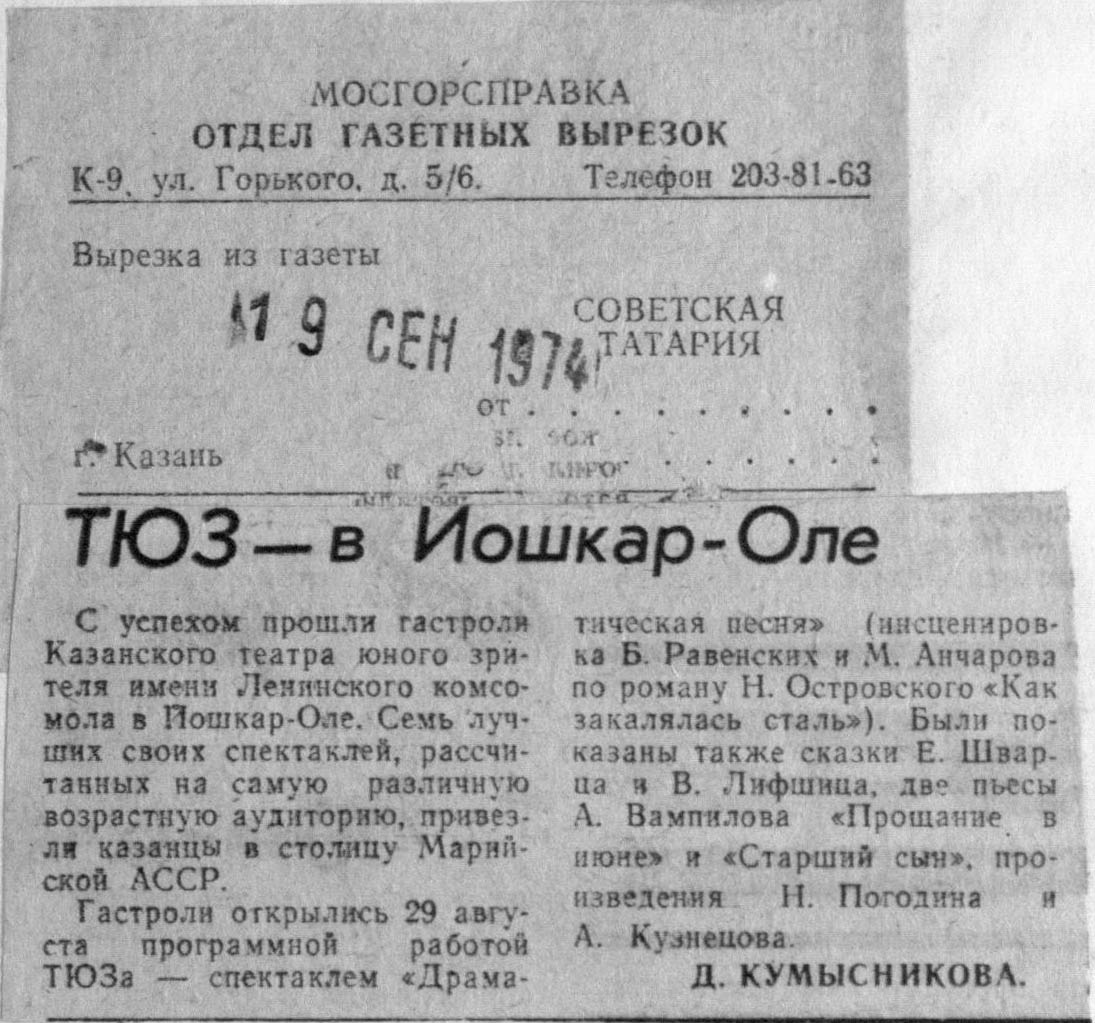 МОСГОРСПРАВКА
ОТДЕЛ ГАЗЕТНЫХ ВЫРЕЗОК
К-9, ул. Горького, д. 5/6. Телефон 203-81-63
Вырезка из газеты
СОВЕТСКАЯ
ТАТАРИЯ
19 СЕН 1974
от . . . . . . . . .
г. Казань . . . . . .
ТЮЗ — в Йошкар-Оле
С успехом прошли гастроли
Казанского театра юного зри-
теля имени Ленинского комсо-
мола в Йошкар-Оле. Семь луч-
ших своих спектаклей, рассчи-
танных на самую различную
возрастную аудиторию, привез-
ли казанцы в столицу Марий-
ской АССР.
Гастроли открылись 29 авгу-
ста программной работой
ТЮЗа — спектаклем «Драма-
тическая песня» (инсцениров-
ка Б. Равенских и М. Анчарова
по роману Н. Островского «Как
закалялась сталь»). Были по-
казаны также сказки Е. Швар-
ца и В. Лифшица, две пьесы
А. Вампилова «Прощание в
июне» и «Старший сын», про-
изведения Н. Погодина и
А. Кузнецова.
Д. КУМЫСНИКОВА.